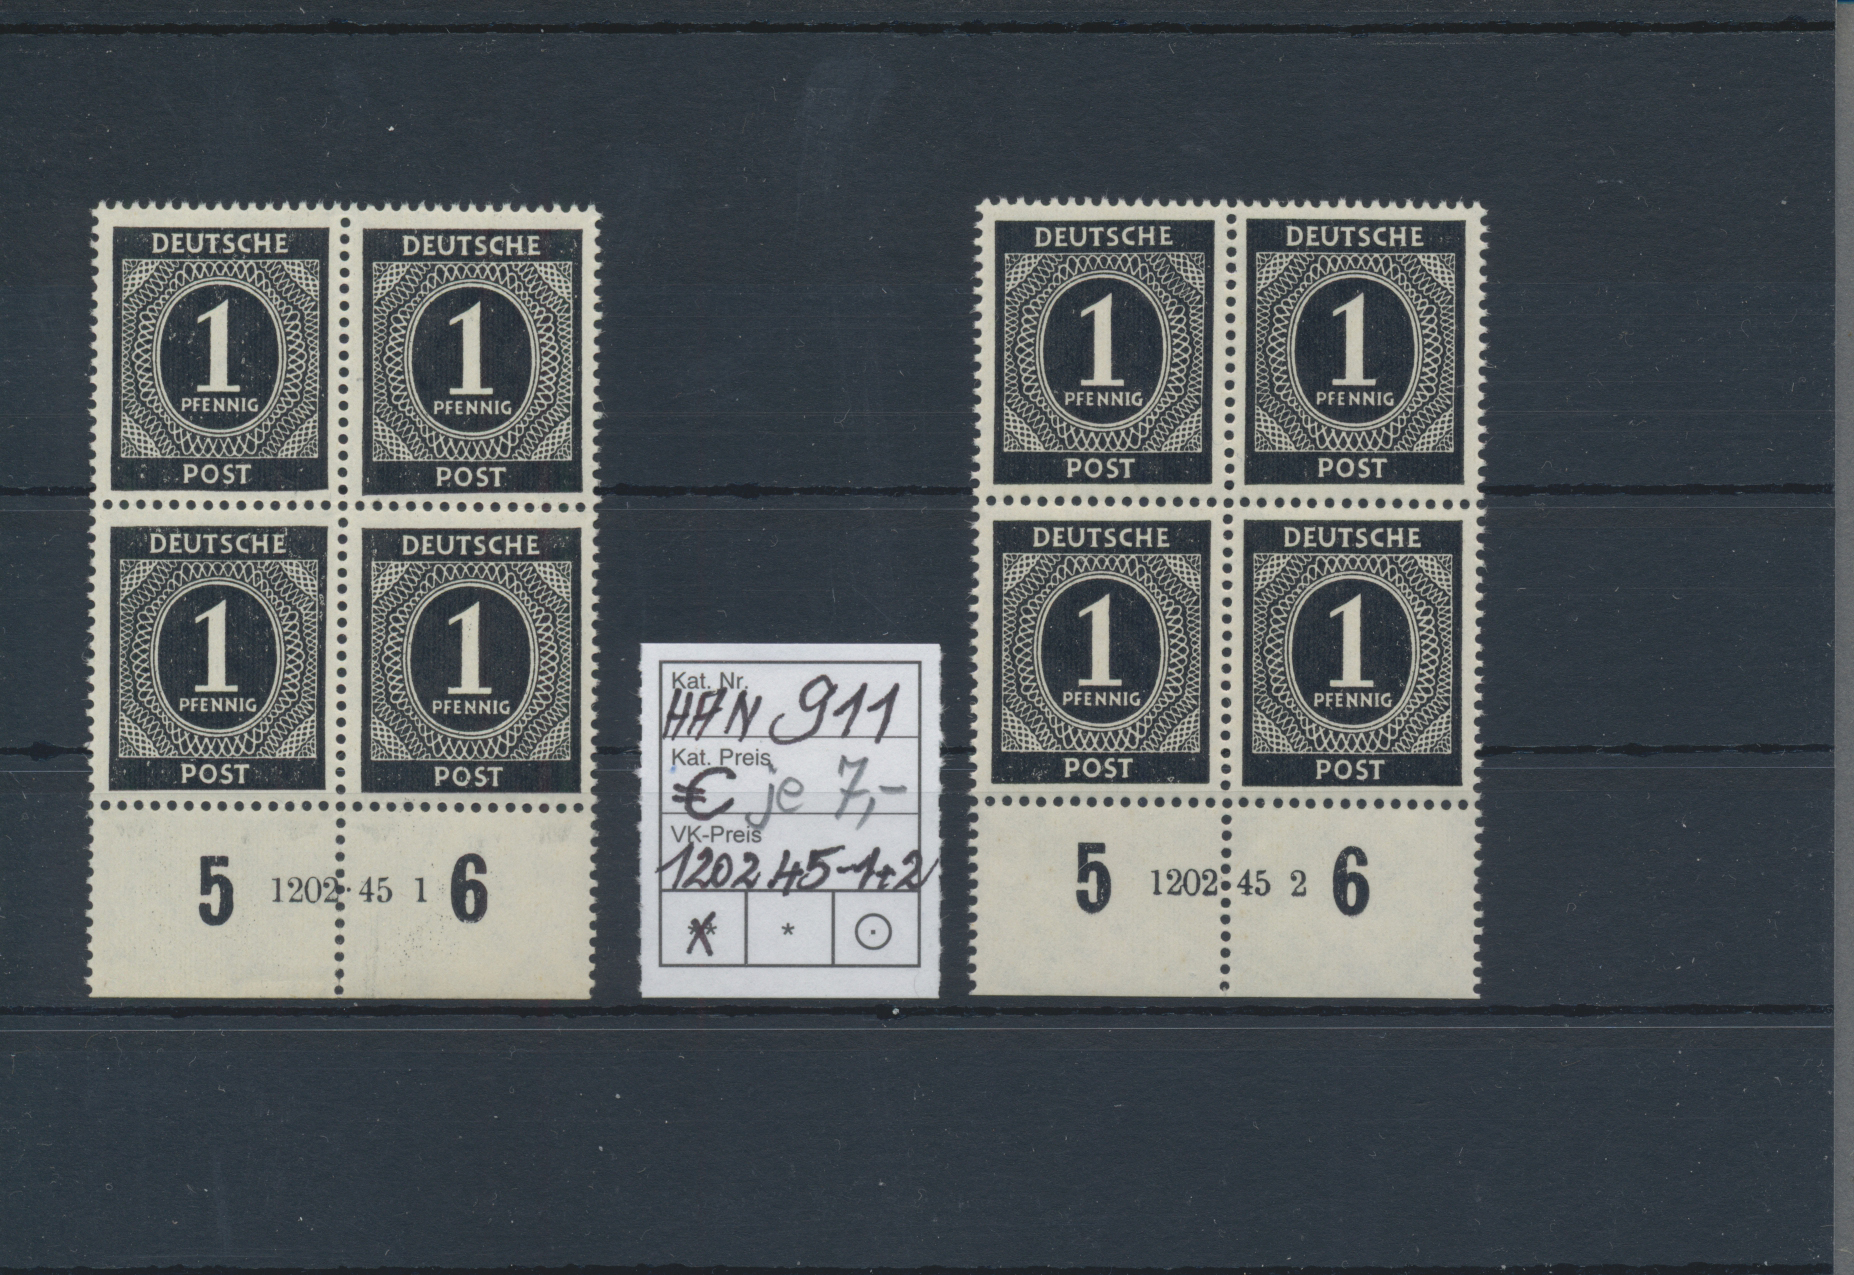 DEUTSCHE
1
PFENNIG
POST
DEUTSCHE
1
PFENNIG
POST
DEUTSCHE
1
PFENNIG
POST
DEUTSCHE
1
PFENNIG
POST
5 1202 45 1 6
Kat. Nr.
HAN 911
Kat. Preis
€ je 7,-
VK-Preis
1202 45-1+2
** * ⊙
DEUTSCHE
1
PFENNIG
POST
DEUTSCHE
1
PFENNIG
POST
DEUTSCHE
1
PFENNIG
POST
DEUTSCHE
1
PFENNIG
POST
5 1202 45 2 6